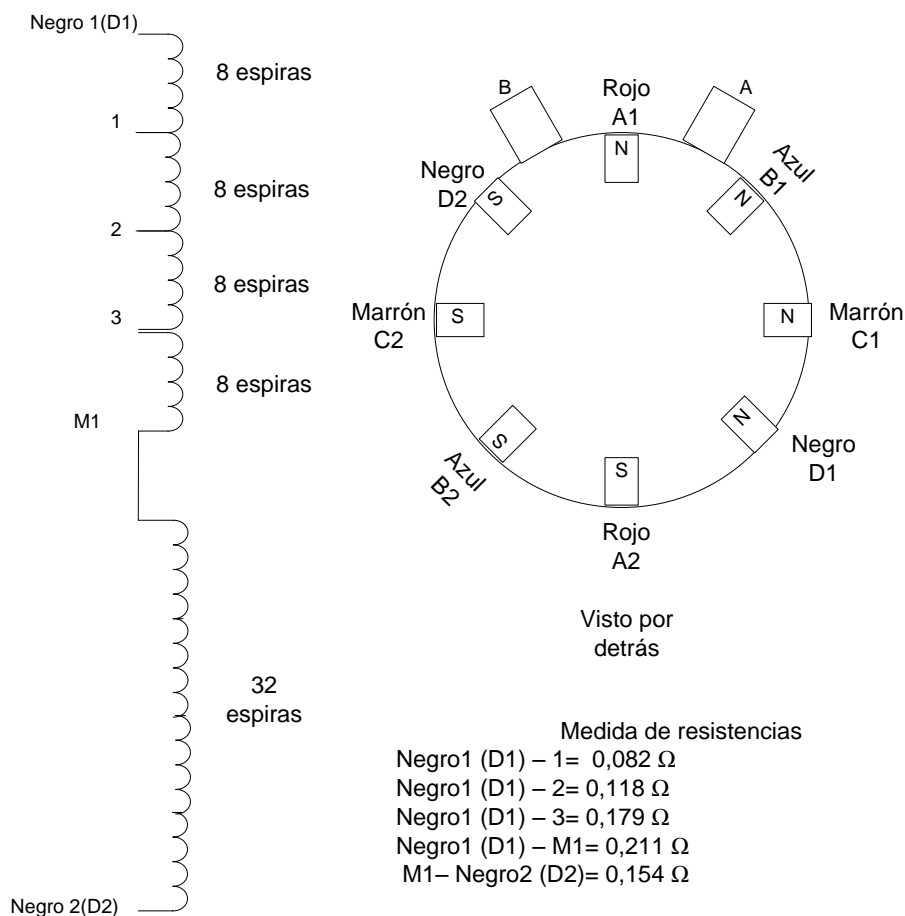 Negro 1(D1)
8 espiras
1
8 espiras
2
8 espiras
3
8 espiras
M1
32
espiras
Negro 2(D2)
B
A
Rojo
A1
N
Azul
B1
N
Negro
D2
S
Marrón
C2
S
N
Marrón
C1
N
Negro
D1
S
Azul
B2
S
Rojo
A2
Visto por
detrás
Medida de resistencias
Negro1 (D1) – 1= 0,082 Ω
Negro1 (D1) – 2= 0,118 Ω
Negro1 (D1) – 3= 0,179 Ω
Negro1 (D1) – M1= 0,211 Ω
M1– Negro2 (D2)= 0,154 Ω